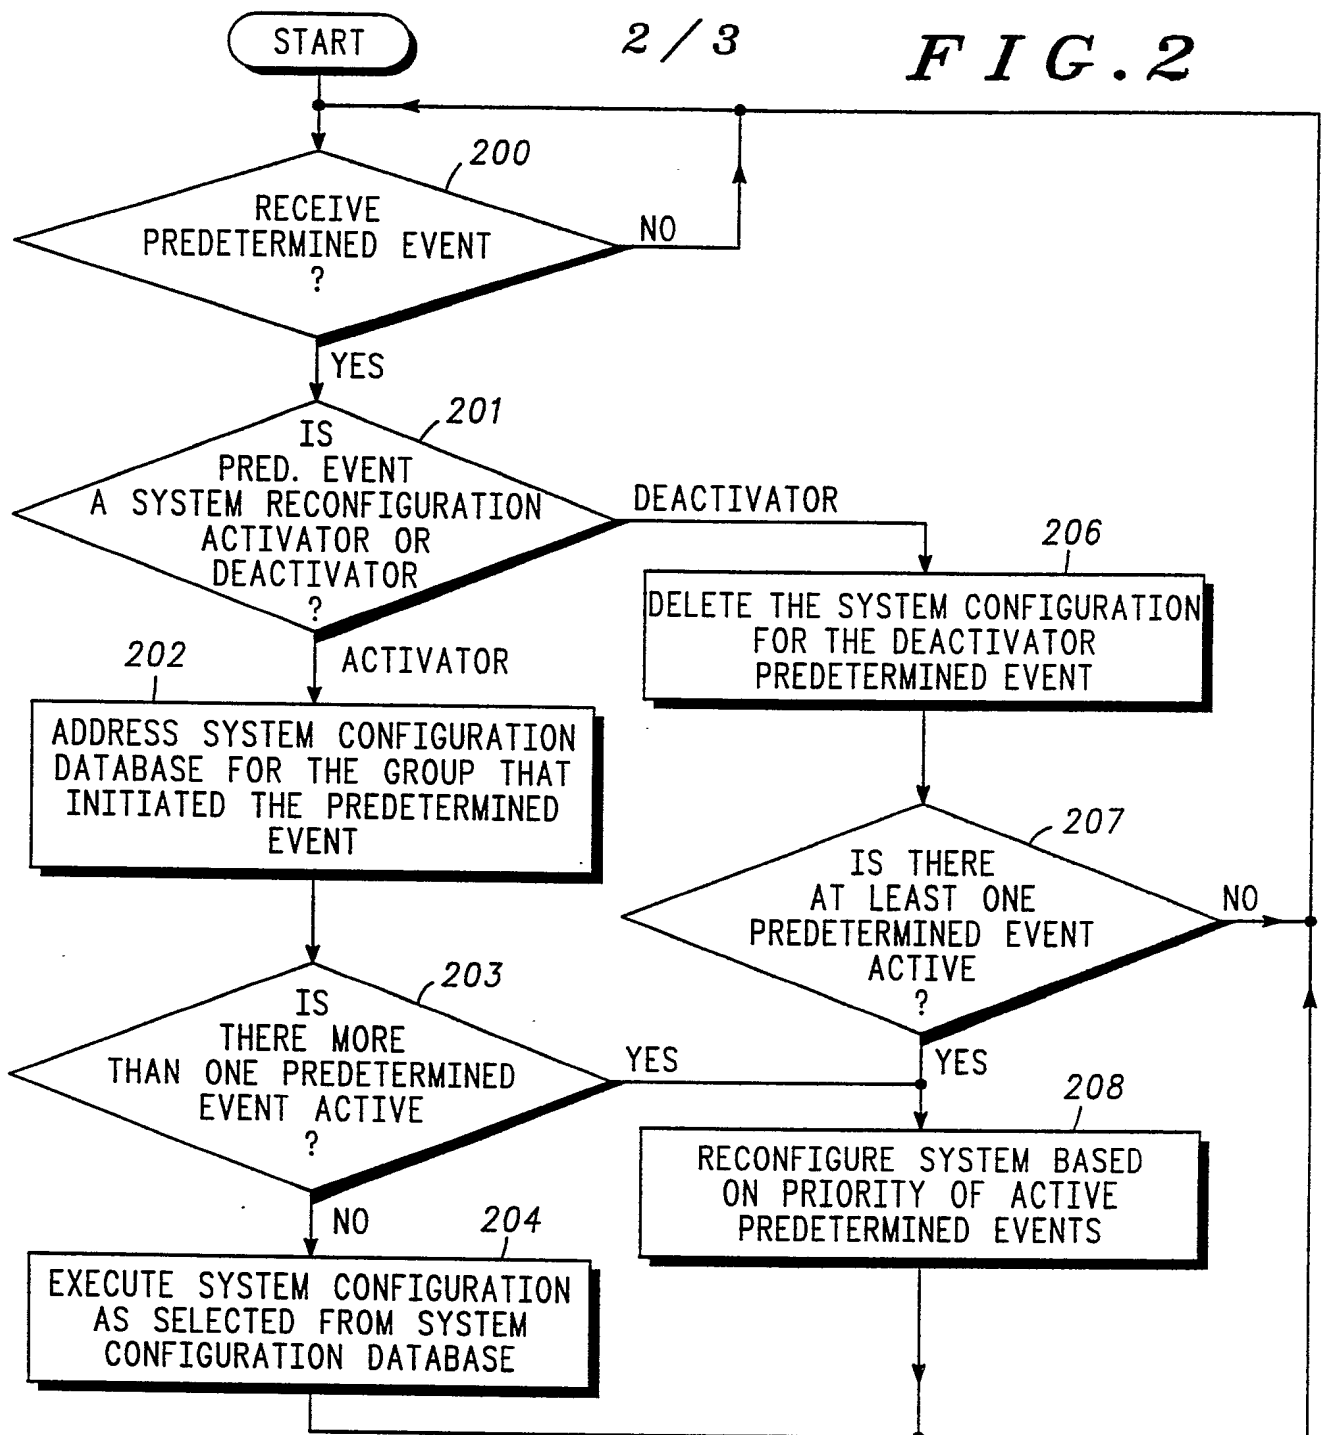 START
2/3
FIG.2
200
RECEIVE
PREDETERMINED EVENT
?
NO
YES
201
IS
PRED. EVENT
A SYSTEM RECONFIGURATION
ACTIVATOR OR
DEACTIVATOR
?
DEACTIVATOR
ACTIVATOR
206
DELETE THE SYSTEM CONFIGURATION
FOR THE DEACTIVATOR
PREDETERMINED EVENT
202
ADDRESS SYSTEM CONFIGURATION
DATABASE FOR THE GROUP THAT
INITIATED THE PREDETERMINED
EVENT
207
IS THERE
AT LEAST ONE
PREDETERMINED EVENT
ACTIVE
?
NO
YES
203
IS
THERE MORE
THAN ONE PREDETERMINED
EVENT ACTIVE
?
YES
NO
208
RECONFIGURE SYSTEM BASED
ON PRIORITY OF ACTIVE
PREDETERMINED EVENTS
204
EXECUTE SYSTEM CONFIGURATION
AS SELECTED FROM SYSTEM
CONFIGURATION DATABASE